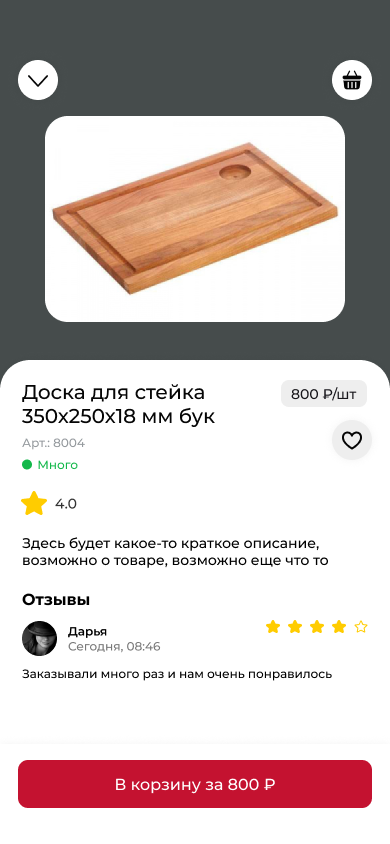 Доска для стейка
350х250х18 мм бук
800 ₽/шт
Арт.: 8004
Много
4.0
Здесь будет какое-то краткое описание,
возможно о товаре, возможно еще что то
Отзывы
Дарья
Сегодня, 08:46
Заказывали много раз и нам очень понравилось
В корзину за 800 ₽